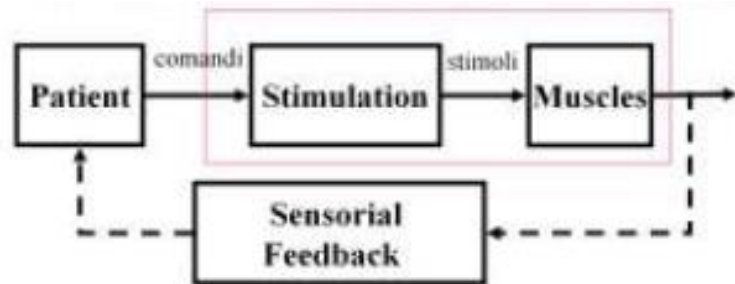 comandi
stimoli
Patient
Stimulation
Muscles
Sensorial
Feedback